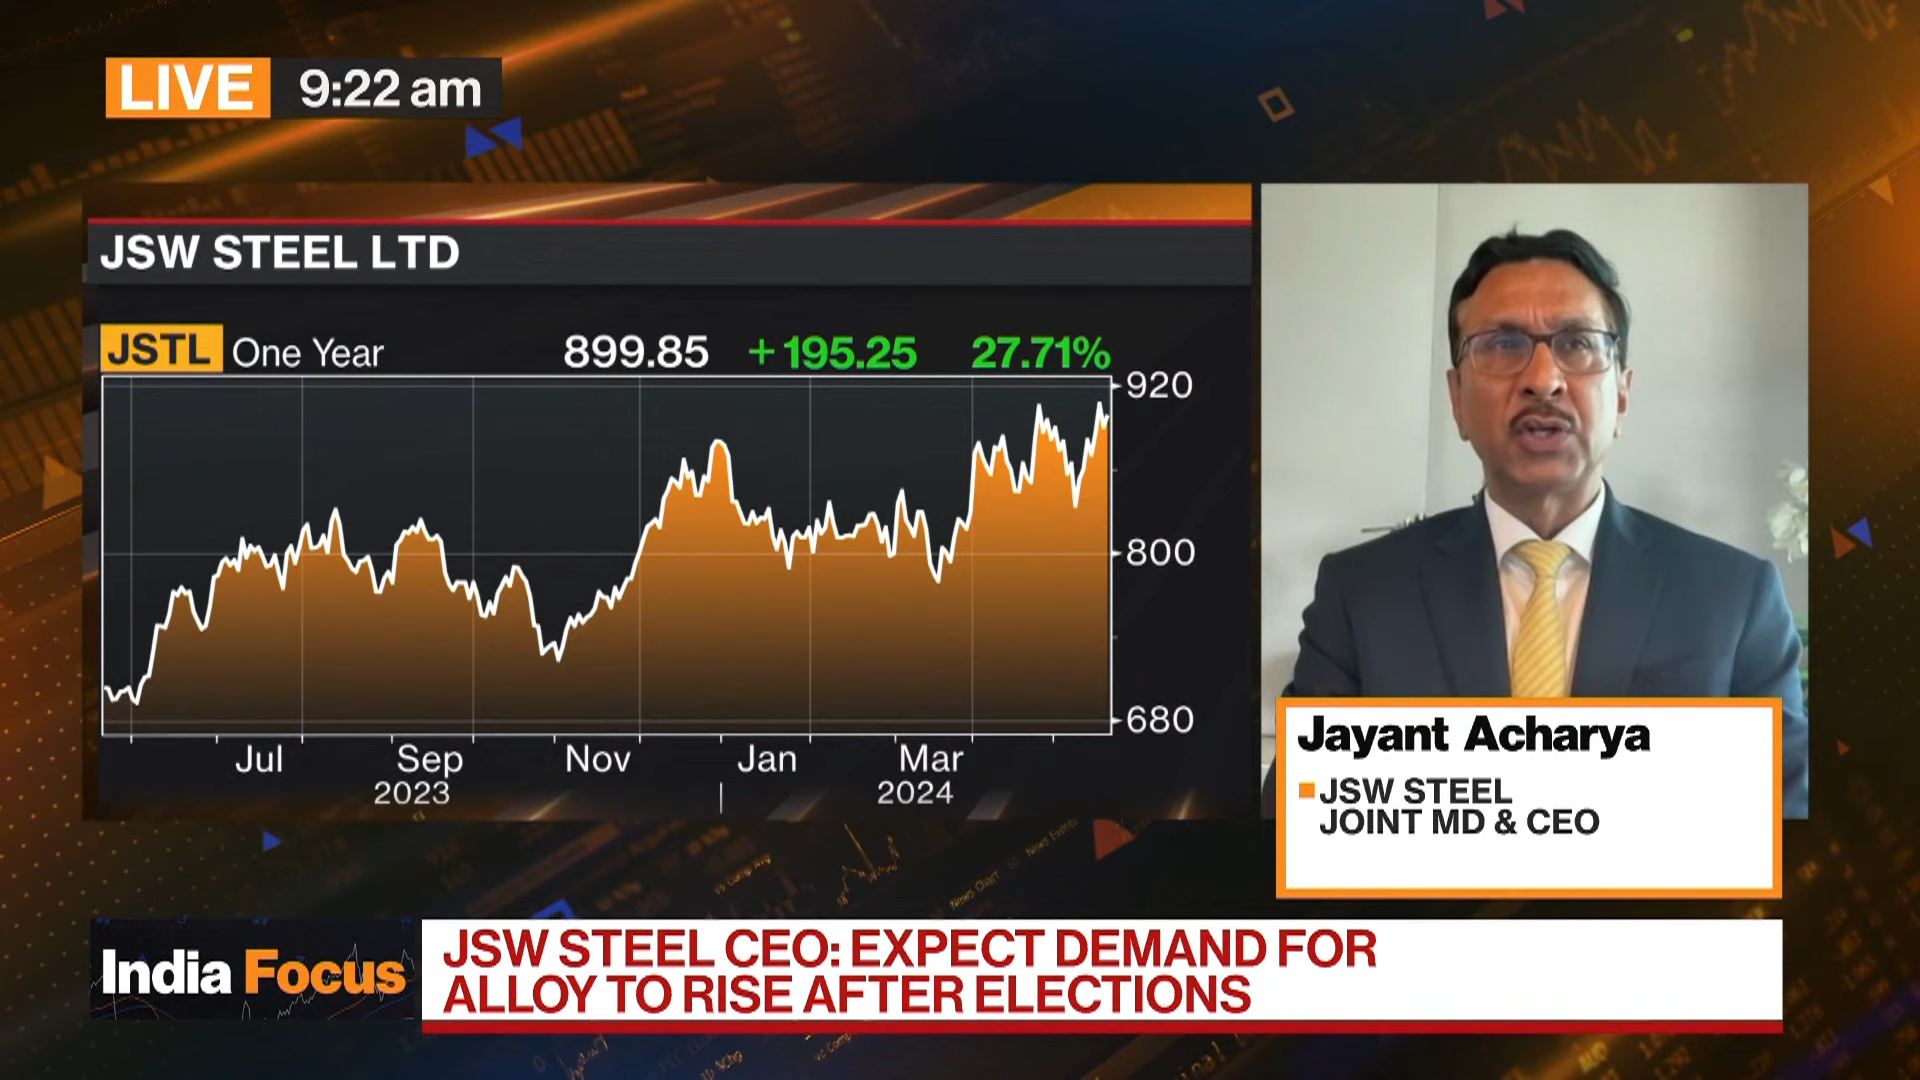 LIVE 9:22 am
JSW STEEL LTD
JSTL One Year 899.85 +195.25 27.71%
920
800
680
Jul Sep Nov Jan Mar
2023 2024
Jayant Acharya
JSW STEEL
JOINT MD & CEO
India Focus
JSW STEEL CEO: EXPECT DEMAND FOR
ALLOY TO RISE AFTER ELECTIONS